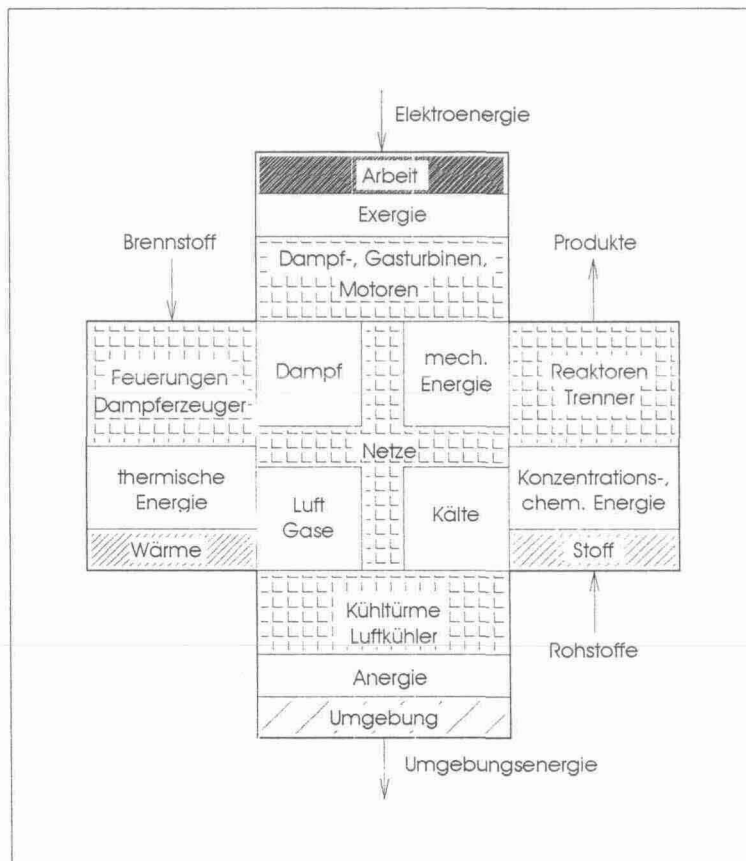 Elektroenergie
Arbeit
Exergie
Brennstoff
Dampf-, Gasturbinen,
Motoren
Produkte
Feuerungen
Dampferzeuger
Dampf
mech.
Energie
Reaktoren
Trenner
Netze
thermische
Energie
Luft
Gase
Kälte
Konzentrations-,
chem. Energie
Wärme
Stoff
Kühltürme
Luftkühler
Rohstoffe
Anergie
Umgebung
Umgebungsenergie